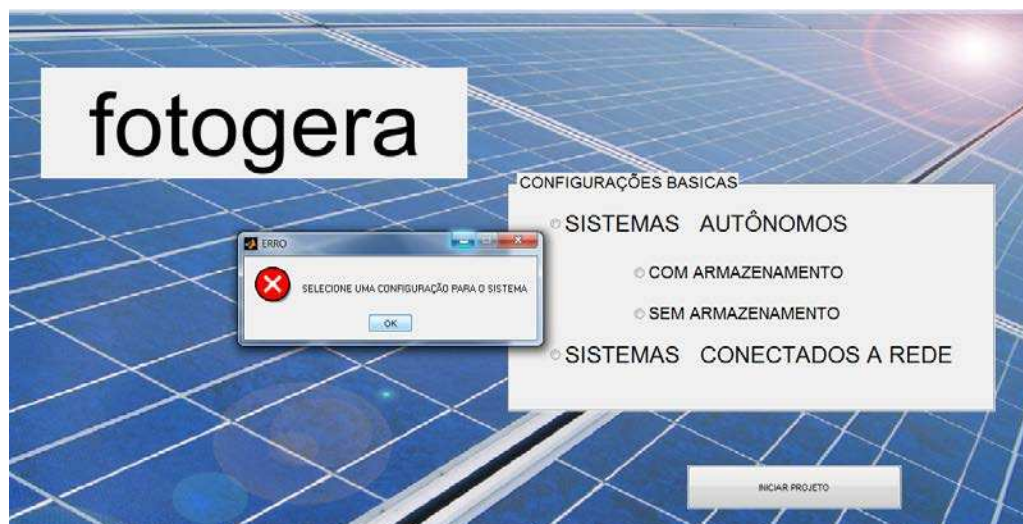 fotogera
CONFIGURAÇÕES BASICAS
SISTEMAS AUTÔNOMOS
COM ARMAZENAMENTO
SEM ARMAZENAMENTO
SISTEMAS CONECTADOS A REDE
ERRO
SELECIONE UMA CONFIGURAÇÃO PARA O SISTEMA
OK
INICIAR PROJETO